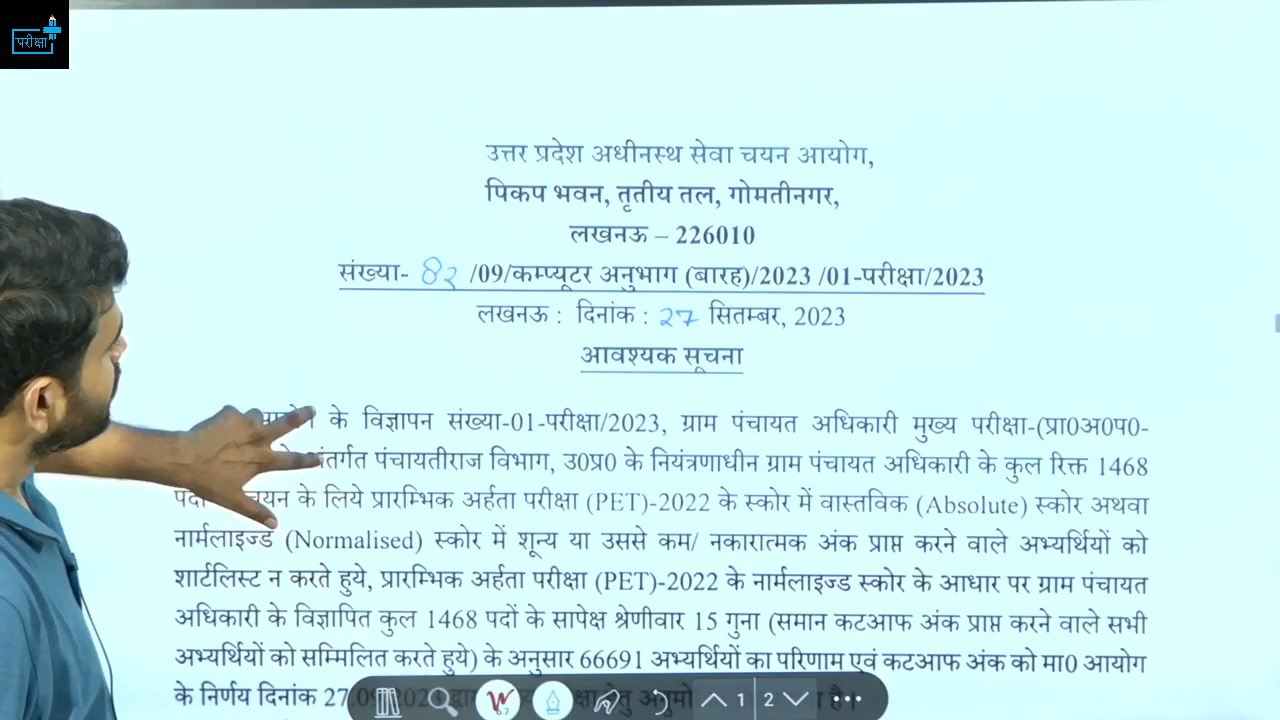 परीक्षा
उत्तर प्रदेश अधीनस्थ सेवा चयन आयोग,
पिकप भवन, तृतीय तल, गोमतीनगर,
लखनऊ – 226010
संख्या- 82 /09/कम्प्यूटर अनुभाग (बारह)/2023 /01-परीक्षा/2023
लखनऊ : दिनांक : 27 सितम्बर, 2023
आवश्यक सूचना
के विज्ञापन संख्या-01-परीक्षा/2023, ग्राम पंचायत अधिकारी मुख्य परीक्षा-(प्रा0अ0प0-
पंचायतीराज विभाग, उ0प्र0 के नियंत्रणाधीन ग्राम पंचायत अधिकारी के कुल रिक्त 1468
चयन के लिये प्रारम्भिक अर्हता परीक्षा (PET)-2022 के स्कोर में वास्तविक (Absolute) स्कोर अथवा
नार्मलाइज्ड (Normalised) स्कोर में शून्य या उससे कम/ नकारात्मक अंक प्राप्त करने वाले अभ्यर्थियों को
शार्टलिस्ट न करते हुये, प्रारम्भिक अर्हता परीक्षा (PET)-2022 के नार्मलाइज्ड स्कोर के आधार पर ग्राम पंचायत
अधिकारी के विज्ञापित कुल 1468 पदों के सापेक्ष श्रेणीवार 15 गुना (समान कटआफ अंक प्राप्त करने वाले सभी
अभ्यर्थियों को सम्मिलित करते हुये) के अनुसार 66691 अभ्यर्थियों का परिणाम एवं कटआफ अंक को मा0 आयोग
के निर्णय दिनांक 27.09.2023 है।
1 2